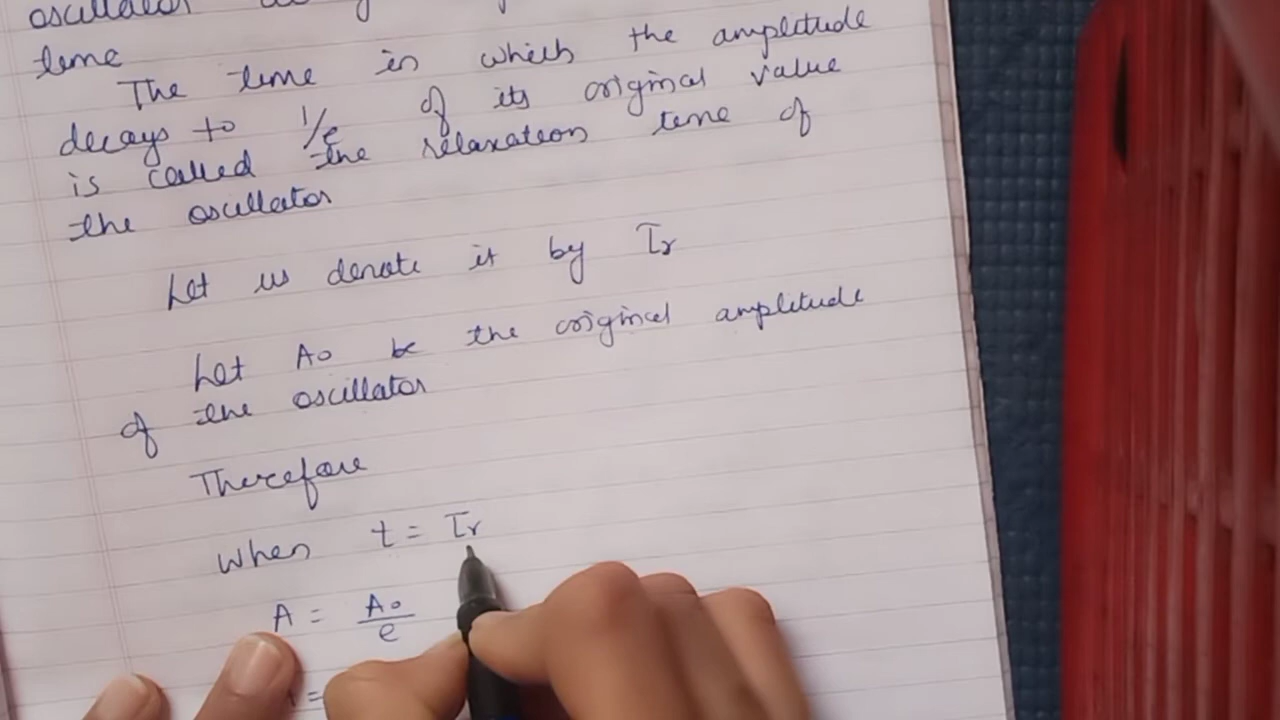 oscillator
time
The time in which the amplitude
decays to 1/e of its original value
is called the relaxation time of
the oscillator
Let us denote it by τr
Let A₀ be the original amplitude
of the oscillator
Therefore
when t = τr
A = A₀/e
=